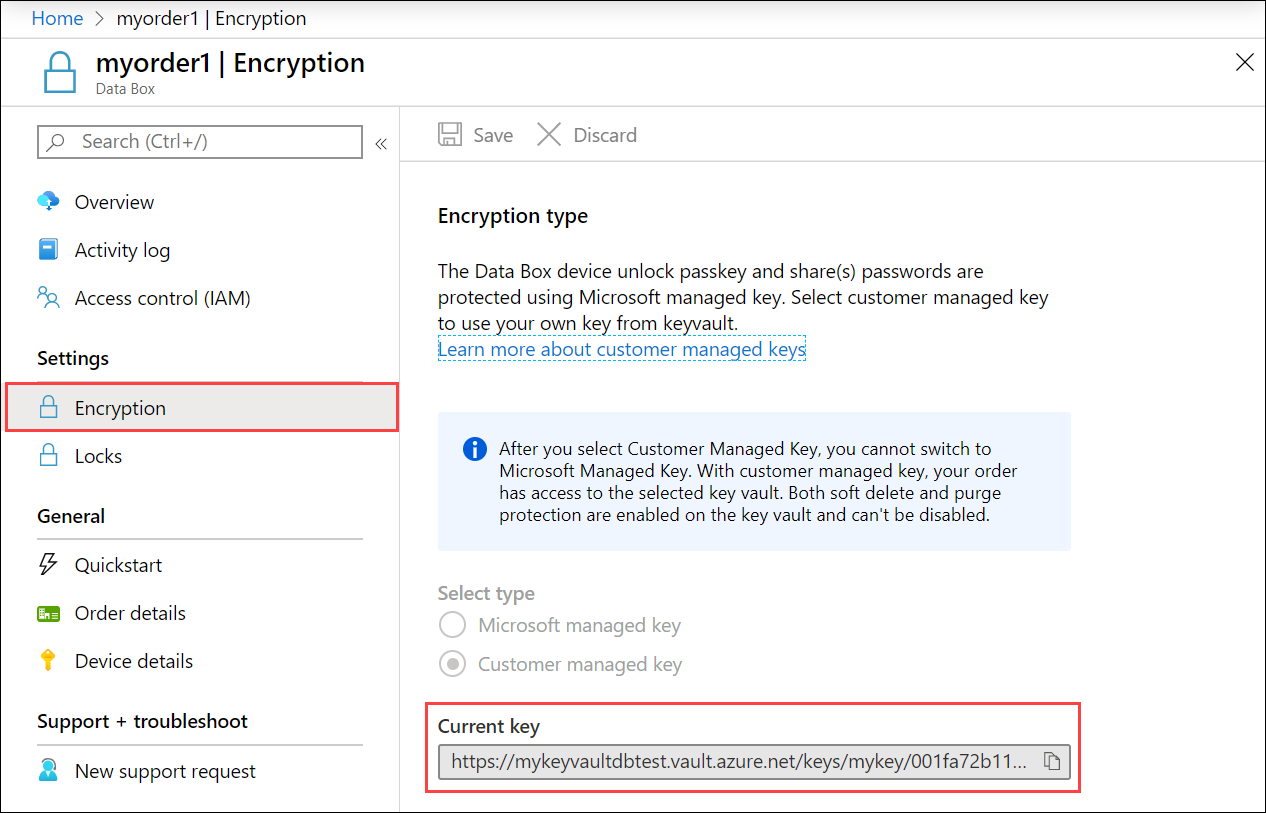 Home > myorder1 | Encryption
myorder1 | Encryption
Data Box
Search (Ctrl+/)
«
Overview
Activity log
Access control (IAM)
Settings
Encryption
Locks
General
Quickstart
Order details
Device details
Support + troubleshoot
New support request
Save
Discard
Encryption type
The Data Box device unlock passkey and share(s) passwords are
protected using Microsoft managed key. Select customer managed key
to use your own key from keyvault.
Learn more about customer managed keys
After you select Customer Managed Key, you cannot switch to
Microsoft Managed Key. With customer managed key, your order
has access to the selected key vault. Both soft delete and purge
protection are enabled on the key vault and can't be disabled.
Select type
Microsoft managed key
Customer managed key
Current key
https://mykeyvaultdbtest.vault.azure.net/keys/mykey/001fa72b11...